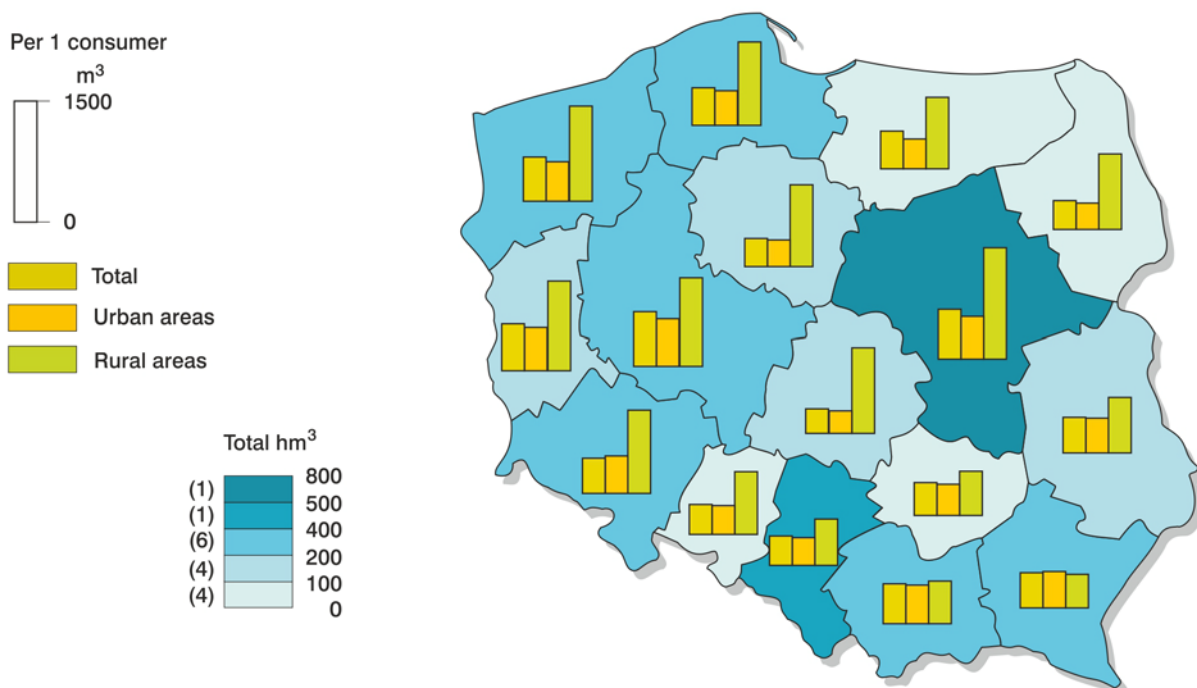 Per 1 consumer
m³
1500
0
Total
Urban areas
Rural areas
Total hm³
800
(1)
500
(1)
400
(6)
200
(4)
100
(4)
0